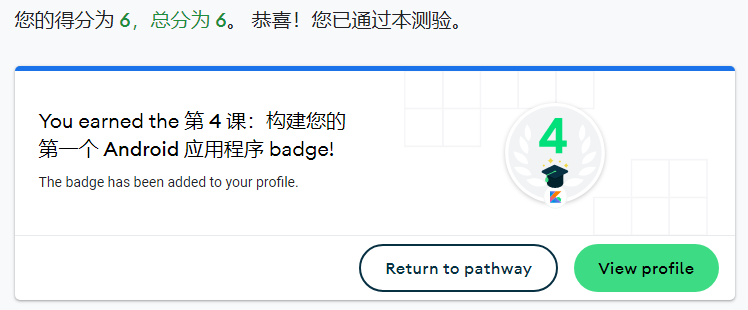 您的得分为 6，总分为 6。 恭喜！您已通过本测验。
You earned the 第 4 课：构建您的
第一个 Android 应用程序 badge!
The badge has been added to your profile.
4
Return to pathway
View profile